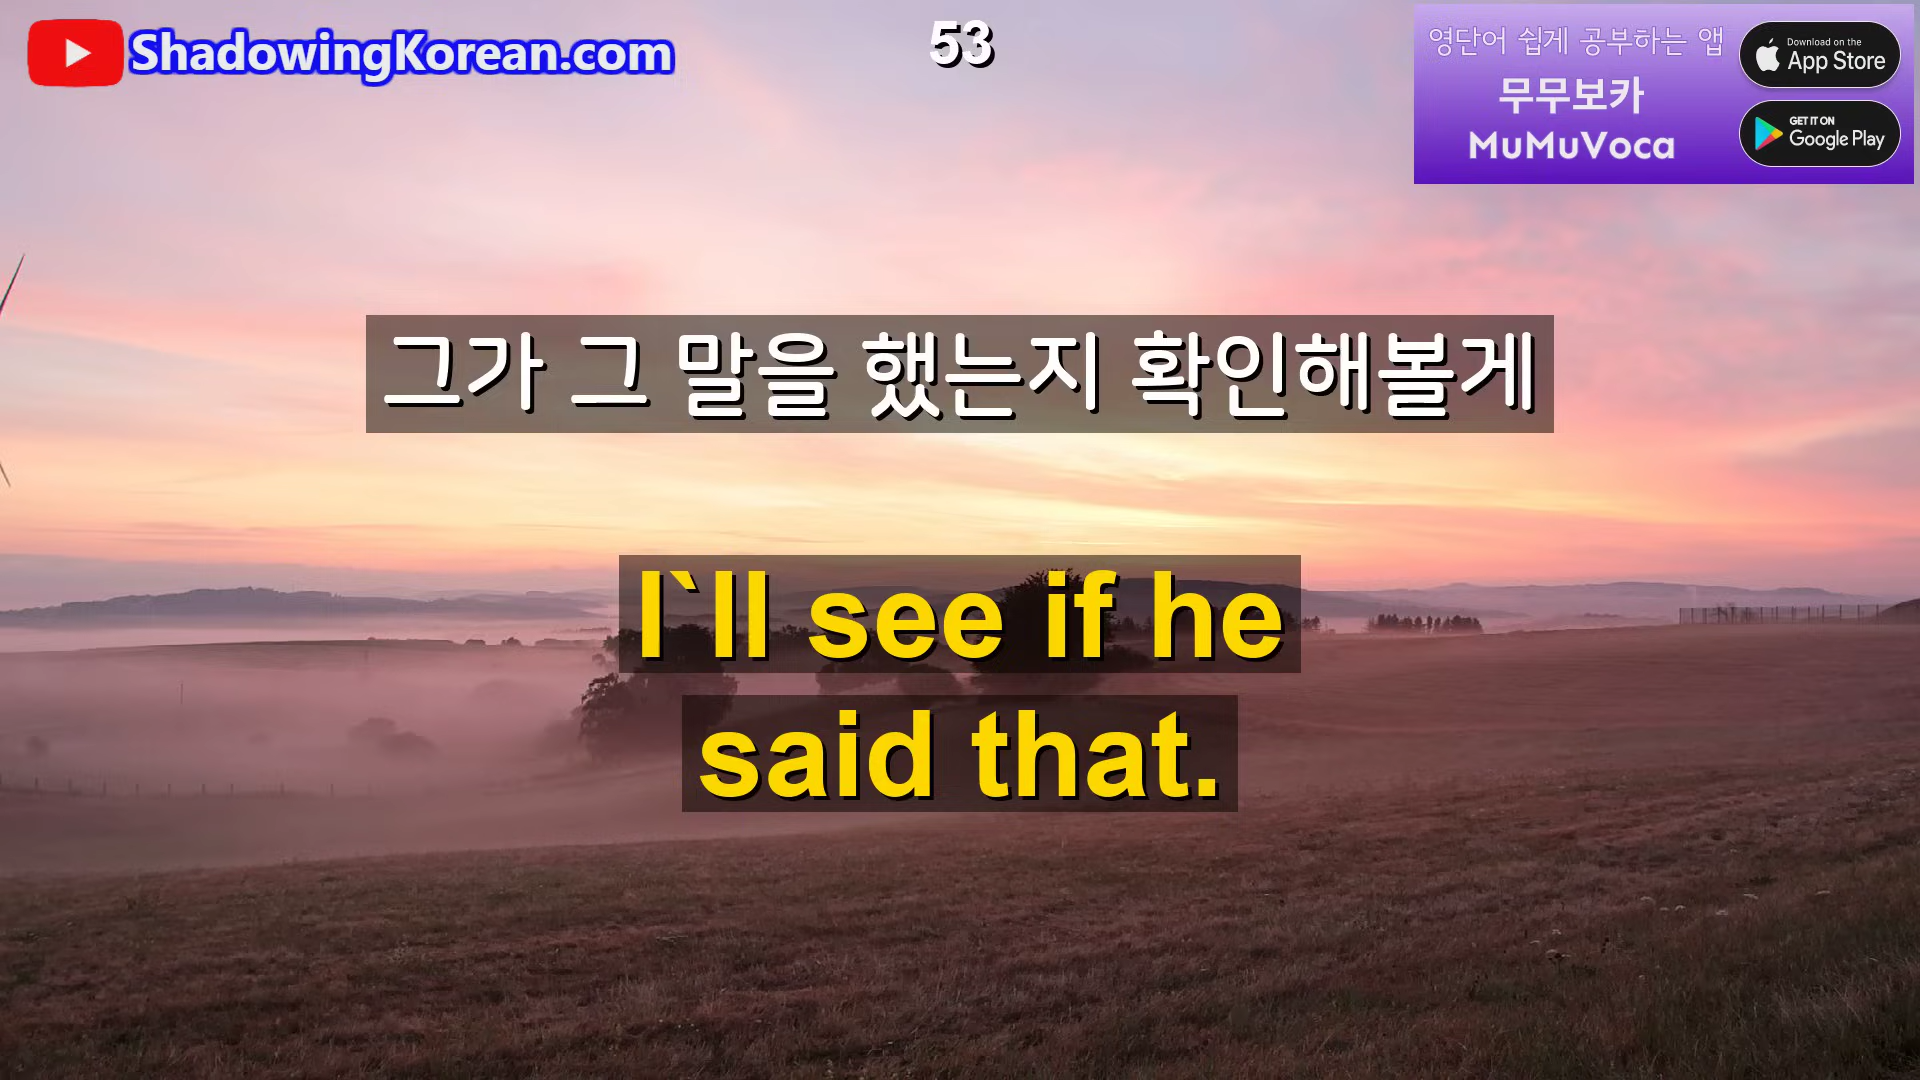 ShadowingKorean.com
53
영단어 쉽게 공부하는 앱
무무보카
MuMuVoca
Download on the
App Store
GET IT ON
Google Play
그가 그 말을 했는지 확인해볼게
I`ll see if he
said that.